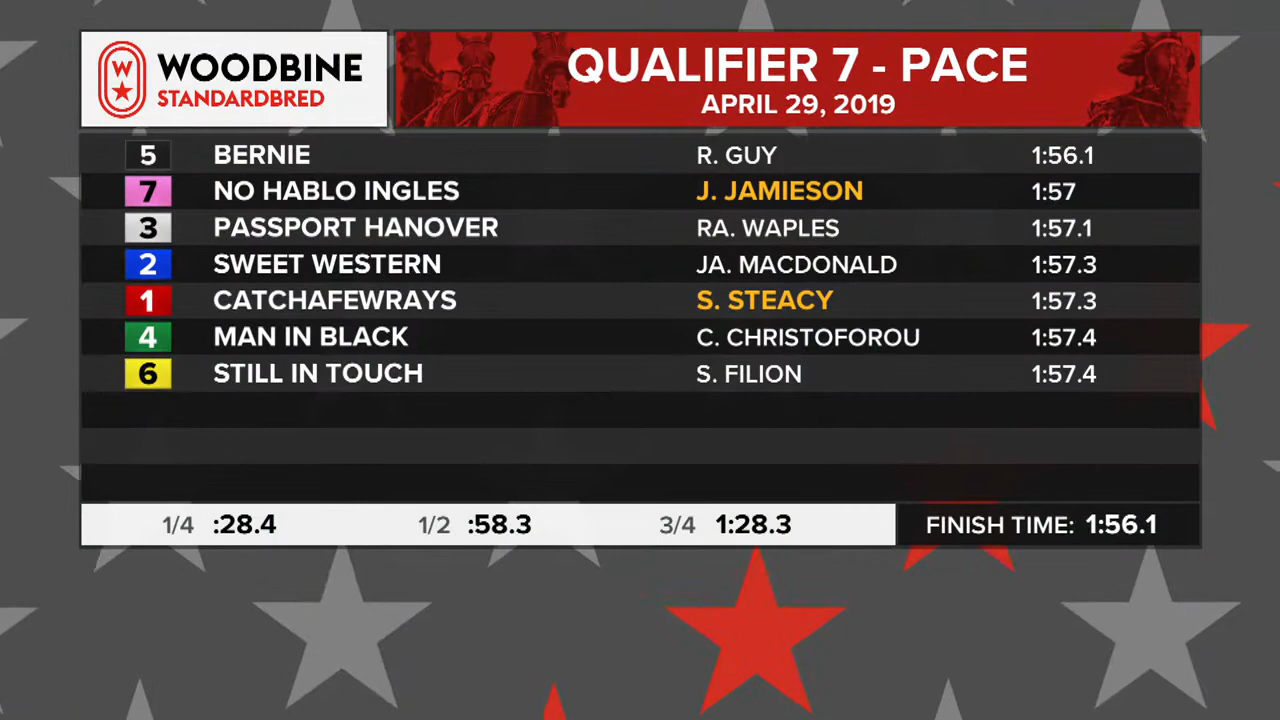 W
WOODBINE
STANDARDBRED
QUALIFIER 7 - PACE
APRIL 29, 2019
5 BERNIE R. GUY 1:56.1
7 NO HABLO INGLES J. JAMIESON 1:57
3 PASSPORT HANOVER RA. WAPLES 1:57.1
2 SWEET WESTERN JA. MACDONALD 1:57.3
1 CATCHAFEWRAYS S. STEACY 1:57.3
4 MAN IN BLACK C. CHRISTOFOROU 1:57.4
6 STILL IN TOUCH S. FILION 1:57.4
1/4 :28.4 1/2 :58.3 3/4 1:28.3 FINISH TIME: 1:56.1